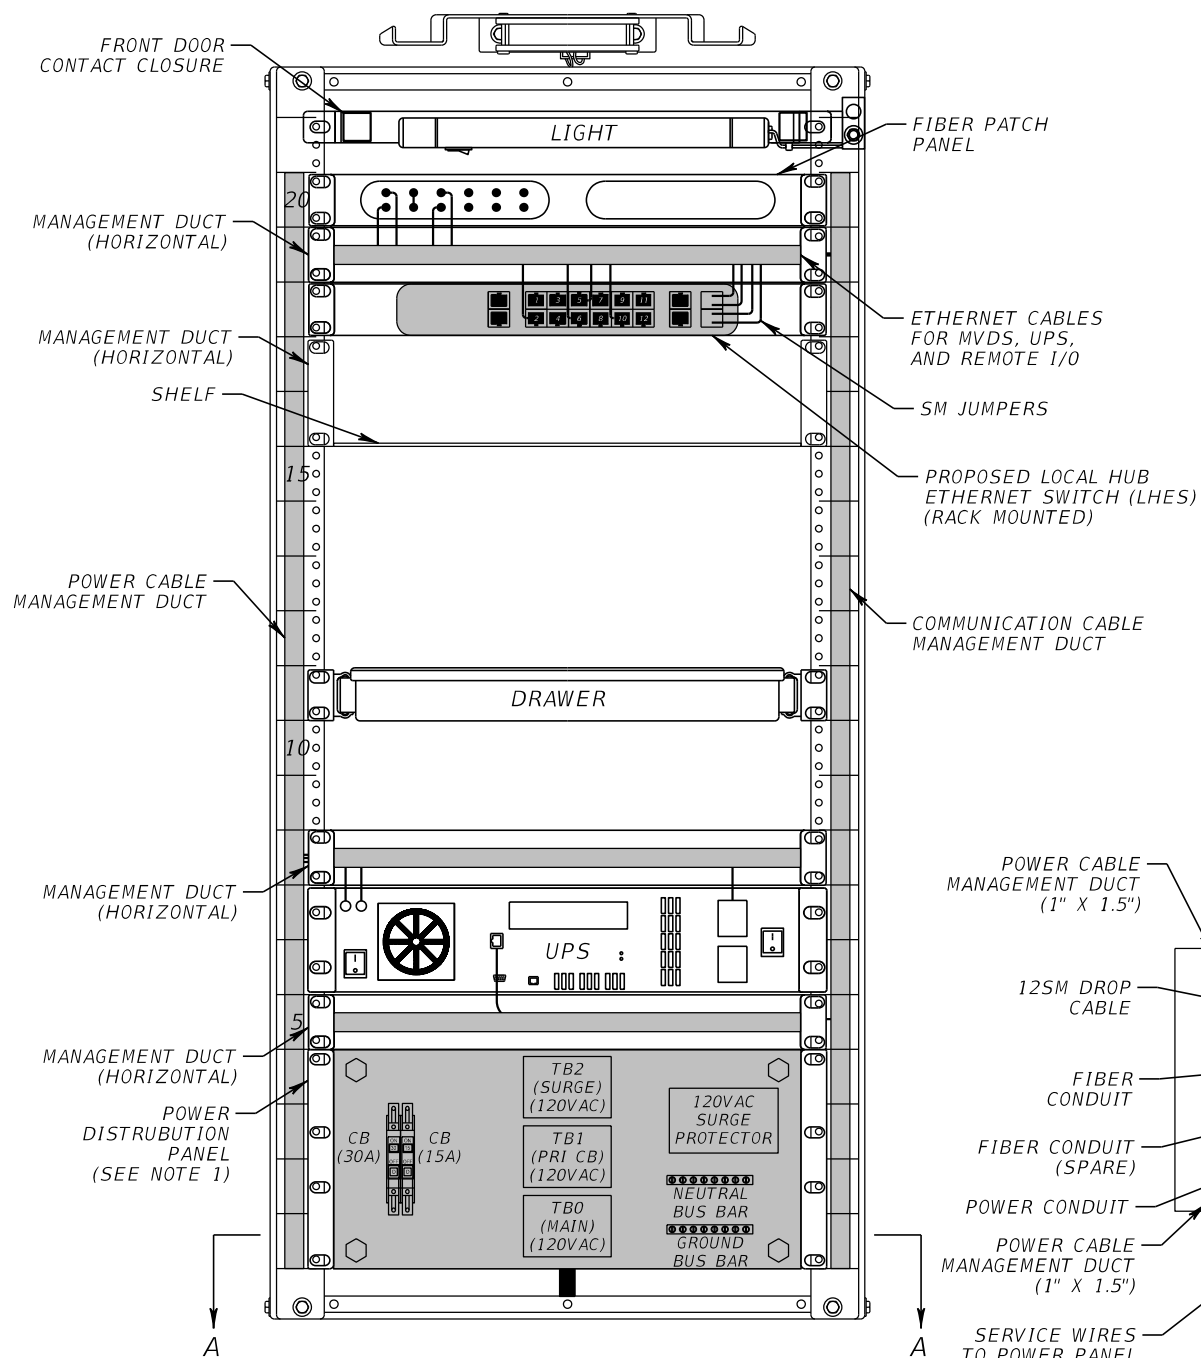 FRONT DOOR
CONTACT CLOSURE
LIGHT
FIBER PATCH
PANEL
20
MANAGEMENT DUCT
(HORIZONTAL)
1 3 5 7 9 11
2 4 6 8 10 12
ETHERNET CABLES
FOR MVDS, UPS,
AND REMOTE I/O
MANAGEMENT DUCT
(HORIZONTAL)
SHELF
SM JUMPERS
15
PROPOSED LOCAL HUB
ETHERNET SWITCH (LHES)
(RACK MOUNTED)
POWER CABLE
MANAGEMENT DUCT
COMMUNICATION CABLE
MANAGEMENT DUCT
DRAWER
10
MANAGEMENT DUCT
(HORIZONTAL)
UPS
5
MANAGEMENT DUCT
(HORIZONTAL)
POWER
DISTRUBUTION
PANEL
(SEE NOTE 1)
CB
(30A)
CB
(15A)
TB2
(SURGE)
(120VAC)
TB1
(PRI CB)
(120VAC)
TB0
(MAIN)
(120VAC)
120VAC
SURGE
PROTECTOR
NEUTRAL
BUS BAR
GROUND
BUS BAR
A
A
POWER CABLE
MANAGEMENT DUCT
(1" X 1.5")
12SM DROP
CABLE
FIBER
CONDUIT
FIBER CONDUIT
(SPARE)
POWER CONDUIT
POWER CABLE
MANAGEMENT DUCT
(1" X 1.5")
SERVICE WIRES
TO POWER PANEL